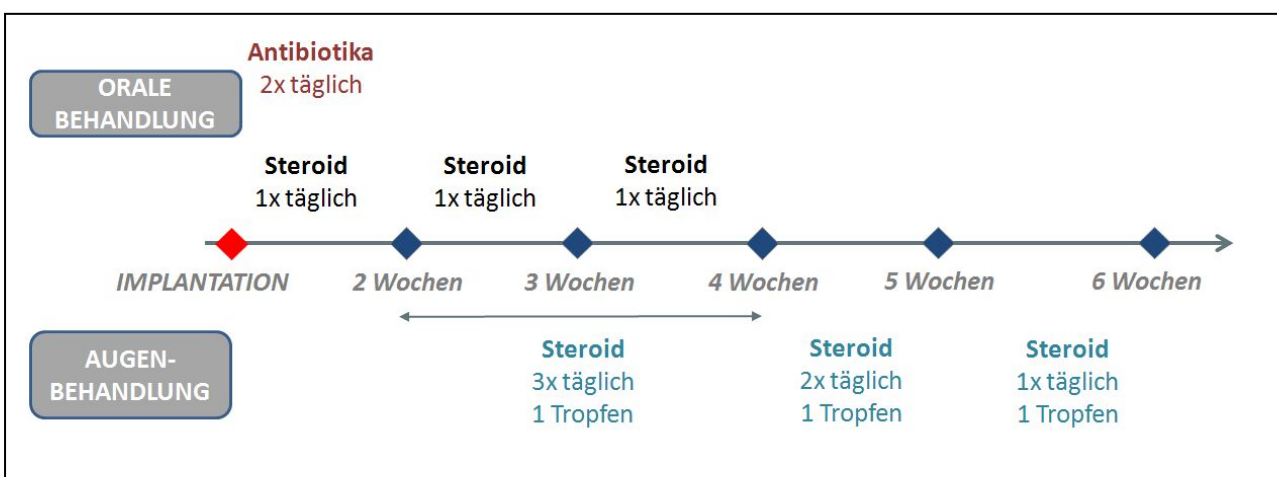 Antibiotika
2x täglich
ORALE
BEHANDLUNG
Steroid
1x täglich
Steroid
1x täglich
Steroid
1x täglich
IMPLANTATION
2 Wochen
3 Wochen
4 Wochen
5 Wochen
6 Wochen
AUGEN-
BEHANDLUNG
Steroid
3x täglich
1 Tropfen
Steroid
2x täglich
1 Tropfen
Steroid
1x täglich
1 Tropfen